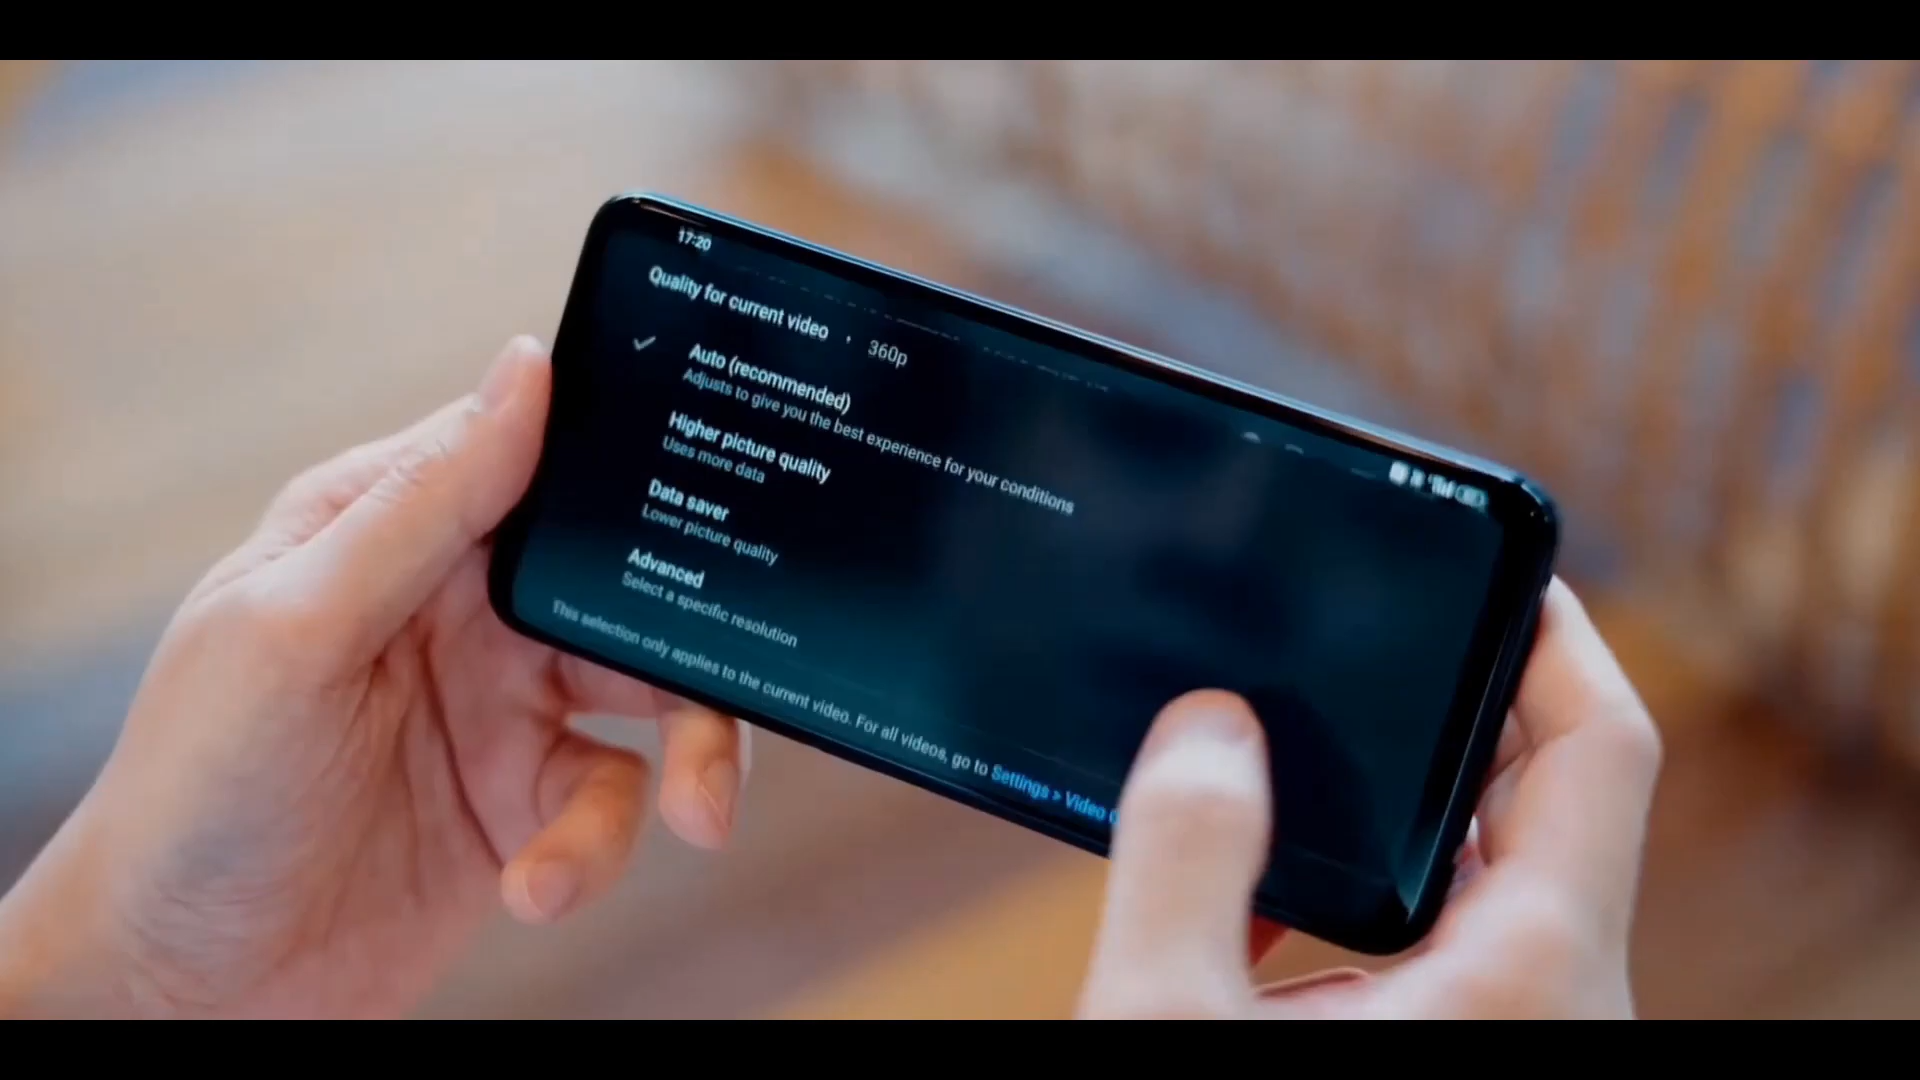 17:20
Quality for current video • 360p
Auto (recommended)
Adjusts to give you the best experience for your conditions
Higher picture quality
Uses more data
Data saver
Lower picture quality
Advanced
Select a specific resolution
This selection only applies to the current video. For all videos, go to Settings > Video